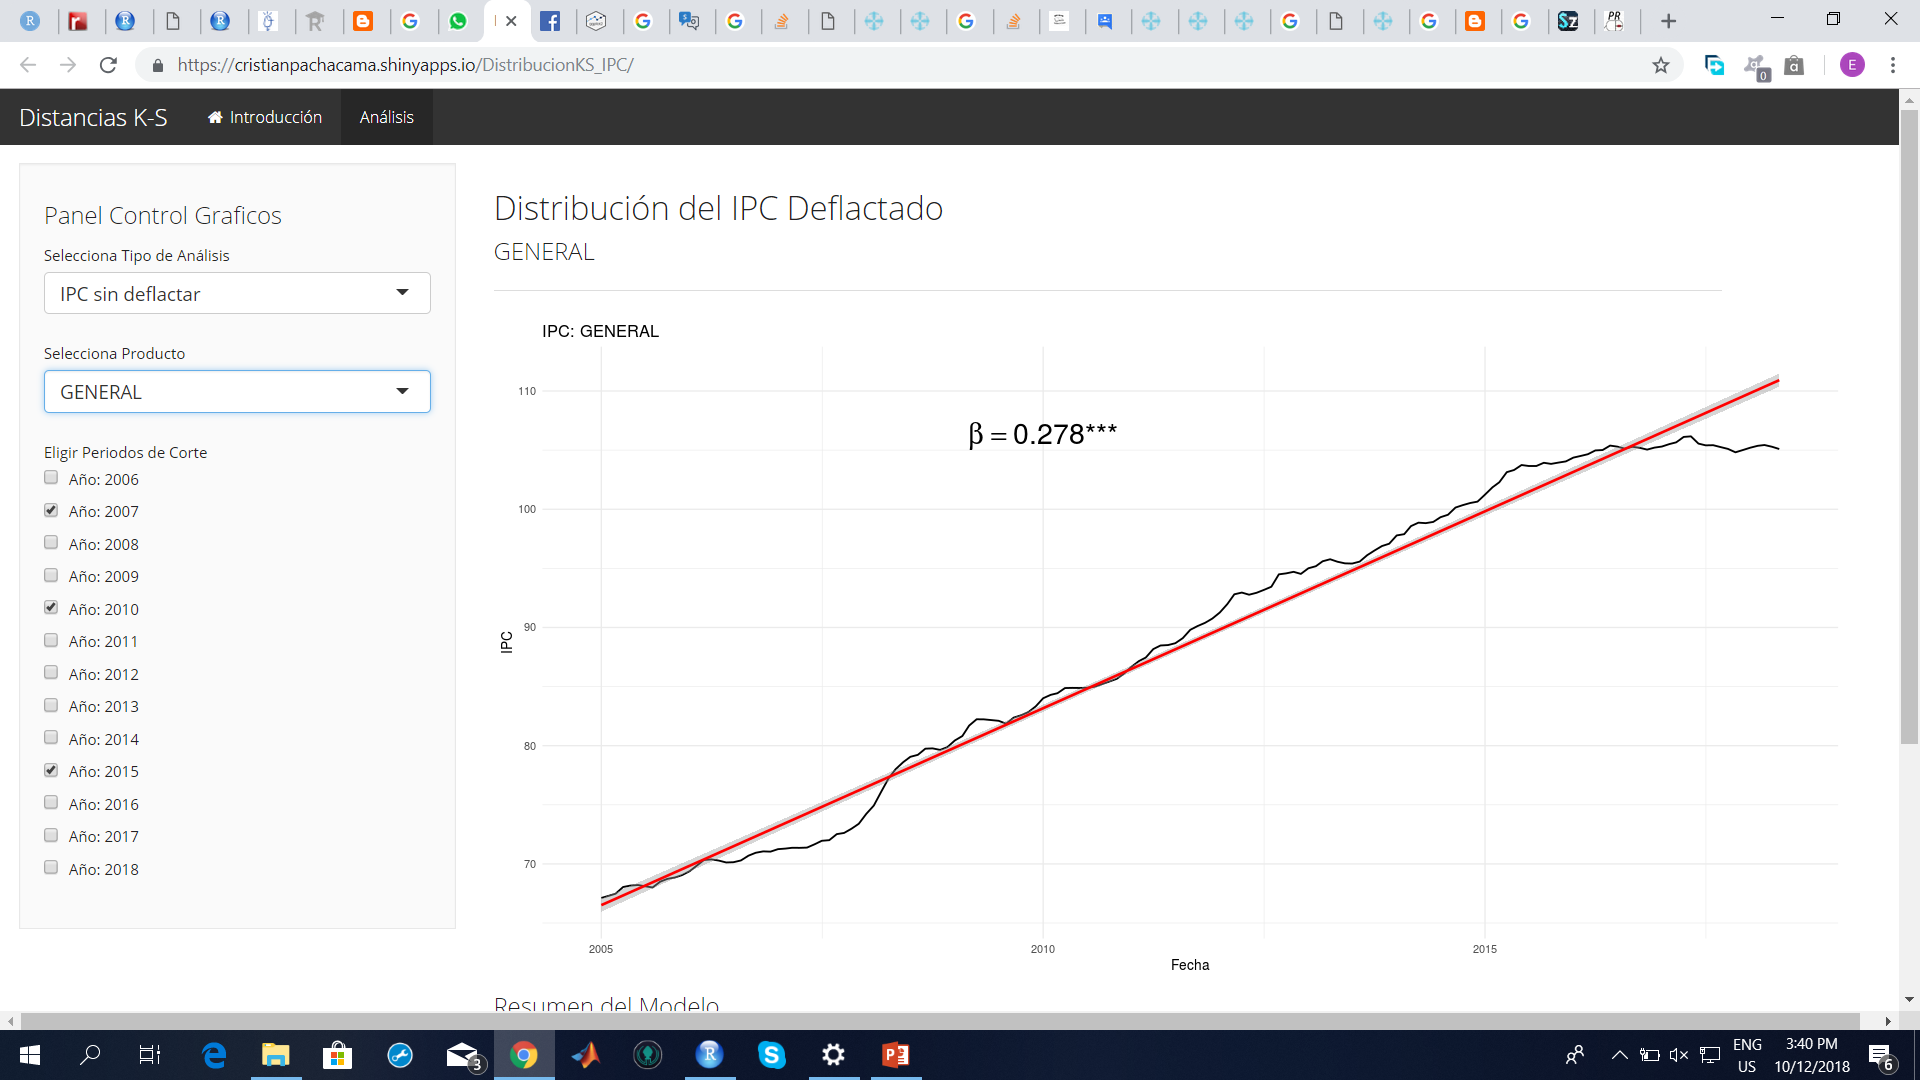 https://cristianpachacama.shinyapps.io/DistribucionKS_IPC/
0
E
Distancias K-S
Introducción
Análisis
Panel Control Graficos
Selecciona Tipo de Análisis
IPC sin deflactar
Selecciona Producto
GENERAL
Eligir Periodos de Corte
Año: 2006
Año: 2007
Año: 2008
Año: 2009
Año: 2010
Año: 2011
Año: 2012
Año: 2013
Año: 2014
Año: 2015
Año: 2016
Año: 2017
Año: 2018
Distribución del IPC Deflactado
GENERAL
IPC: GENERAL
β = 0.278***
110
100
90
80
70
IPC
2005
2010
2015
Fecha
Resumen del Modelo
3
ENG
US
3:40 PM
10/12/2018
6